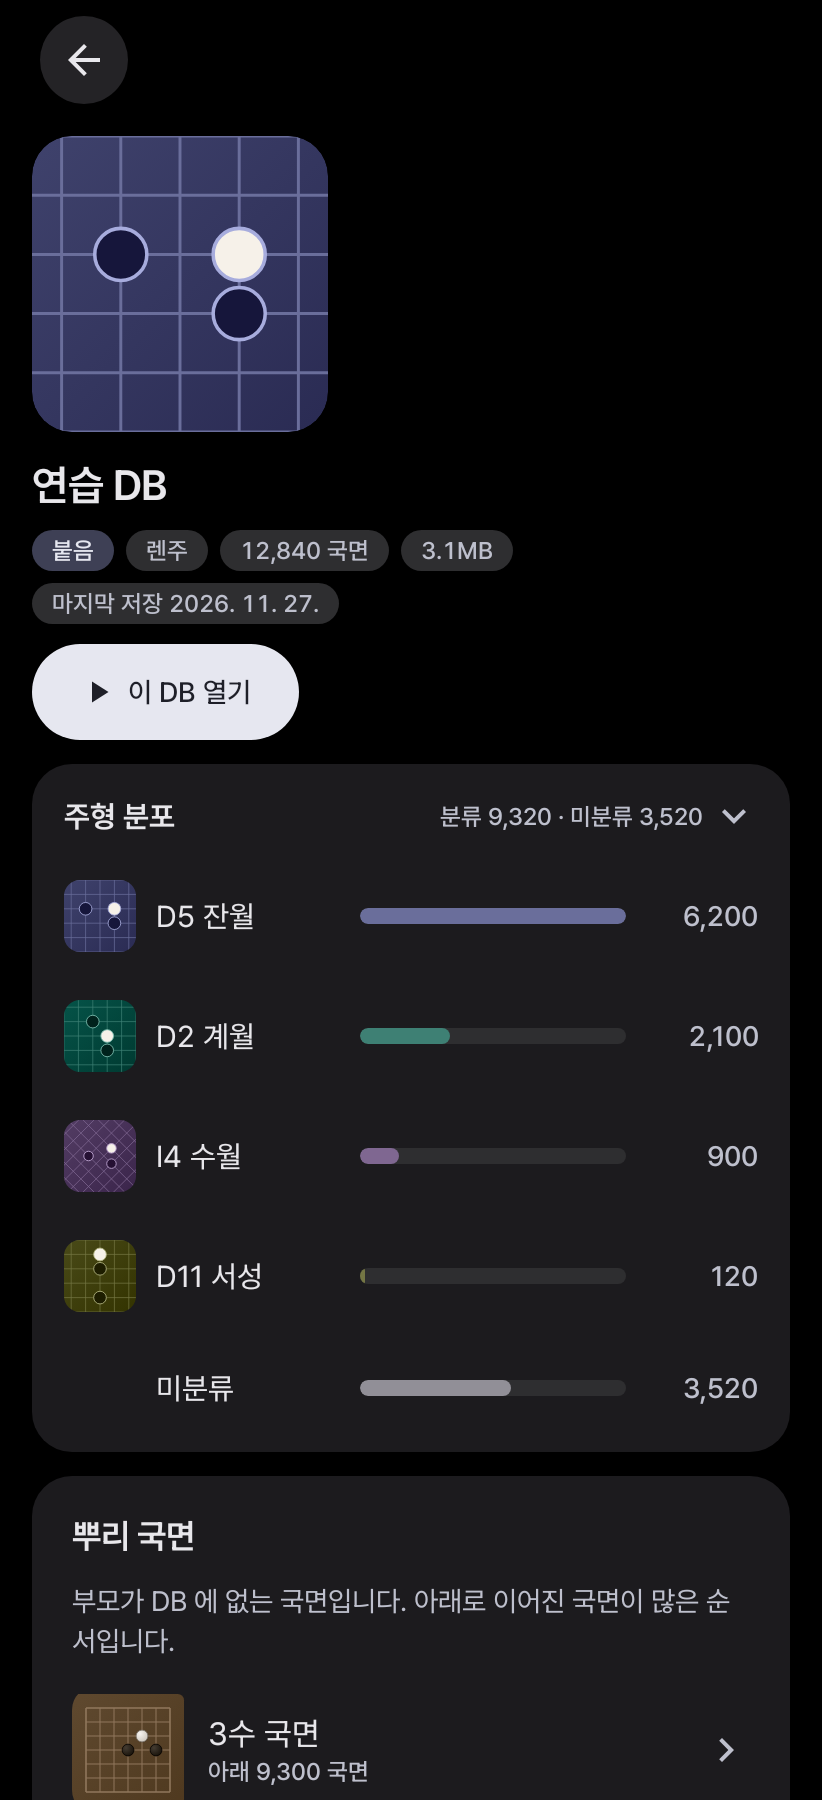 연습 DB
붙음 렌주 12,840 국면 3.1MB
마지막 저장 2026. 11. 27.
이 DB 열기
주형 분포 분류 9,320 · 미분류 3,520
D5 잔월 6,200
D2 계월 2,100
I4 수월 900
D11 서성 120
미분류 3,520
뿌리 국면
부모가 DB 에 없는 국면입니다. 아래로 이어진 국면이 많은 순
서입니다.
3수 국면
아래 9,300 국면